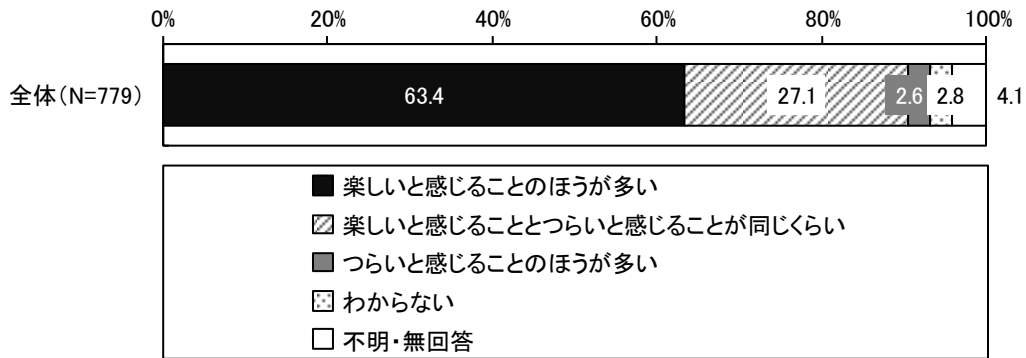 0% 20% 40% 60% 80% 100%
全体(N=779) 63.4 27.1 2.6 2.8 4.1
楽しいと感じることのほうが多い
楽しいと感じることとつらいと感じることが同じくらい
つらいと感じることのほうが多い
わからない
不明・無回答